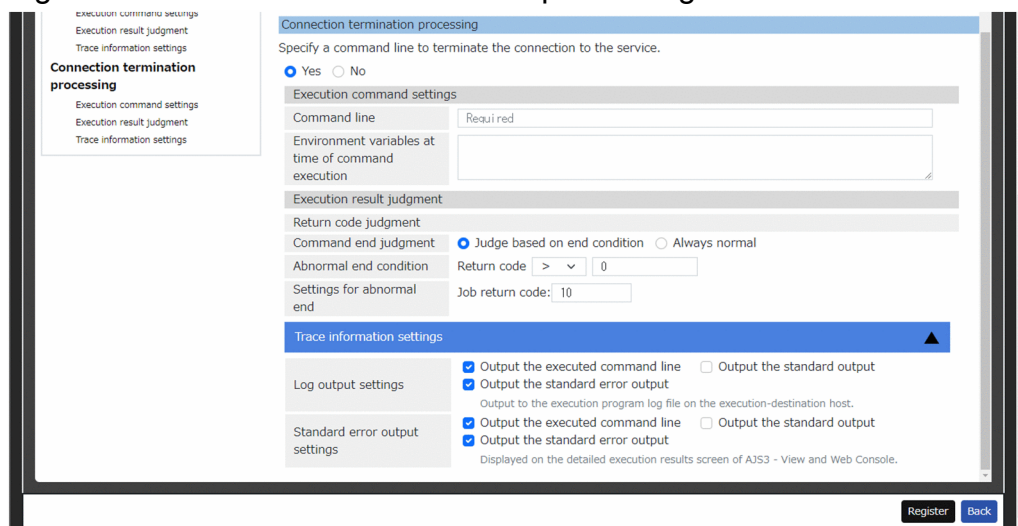 Execution command settings
Execution result judgment
Trace information settings
Connection termination
processing
Execution command settings
Execution result judgment
Trace information settings
Connection termination processing
Specify a command line to terminate the connection to the service.
Yes No
Execution command settings
Command line Required
Environment variables at
time of command
execution
Execution result judgment
Return code judgment
Command end judgment Judge based on end condition Always normal
Abnormal end condition Return code > 0
Settings for abnormal
end
Job return code: 10
Trace information settings
Log output settings
Output the executed command line Output the standard output
Output the standard error output
Output to the execution program log file on the execution-destination host.
Standard error output
settings
Output the executed command line Output the standard output
Output the standard error output
Displayed on the detailed execution results screen of AJS3 - View and Web Console.
Register Back